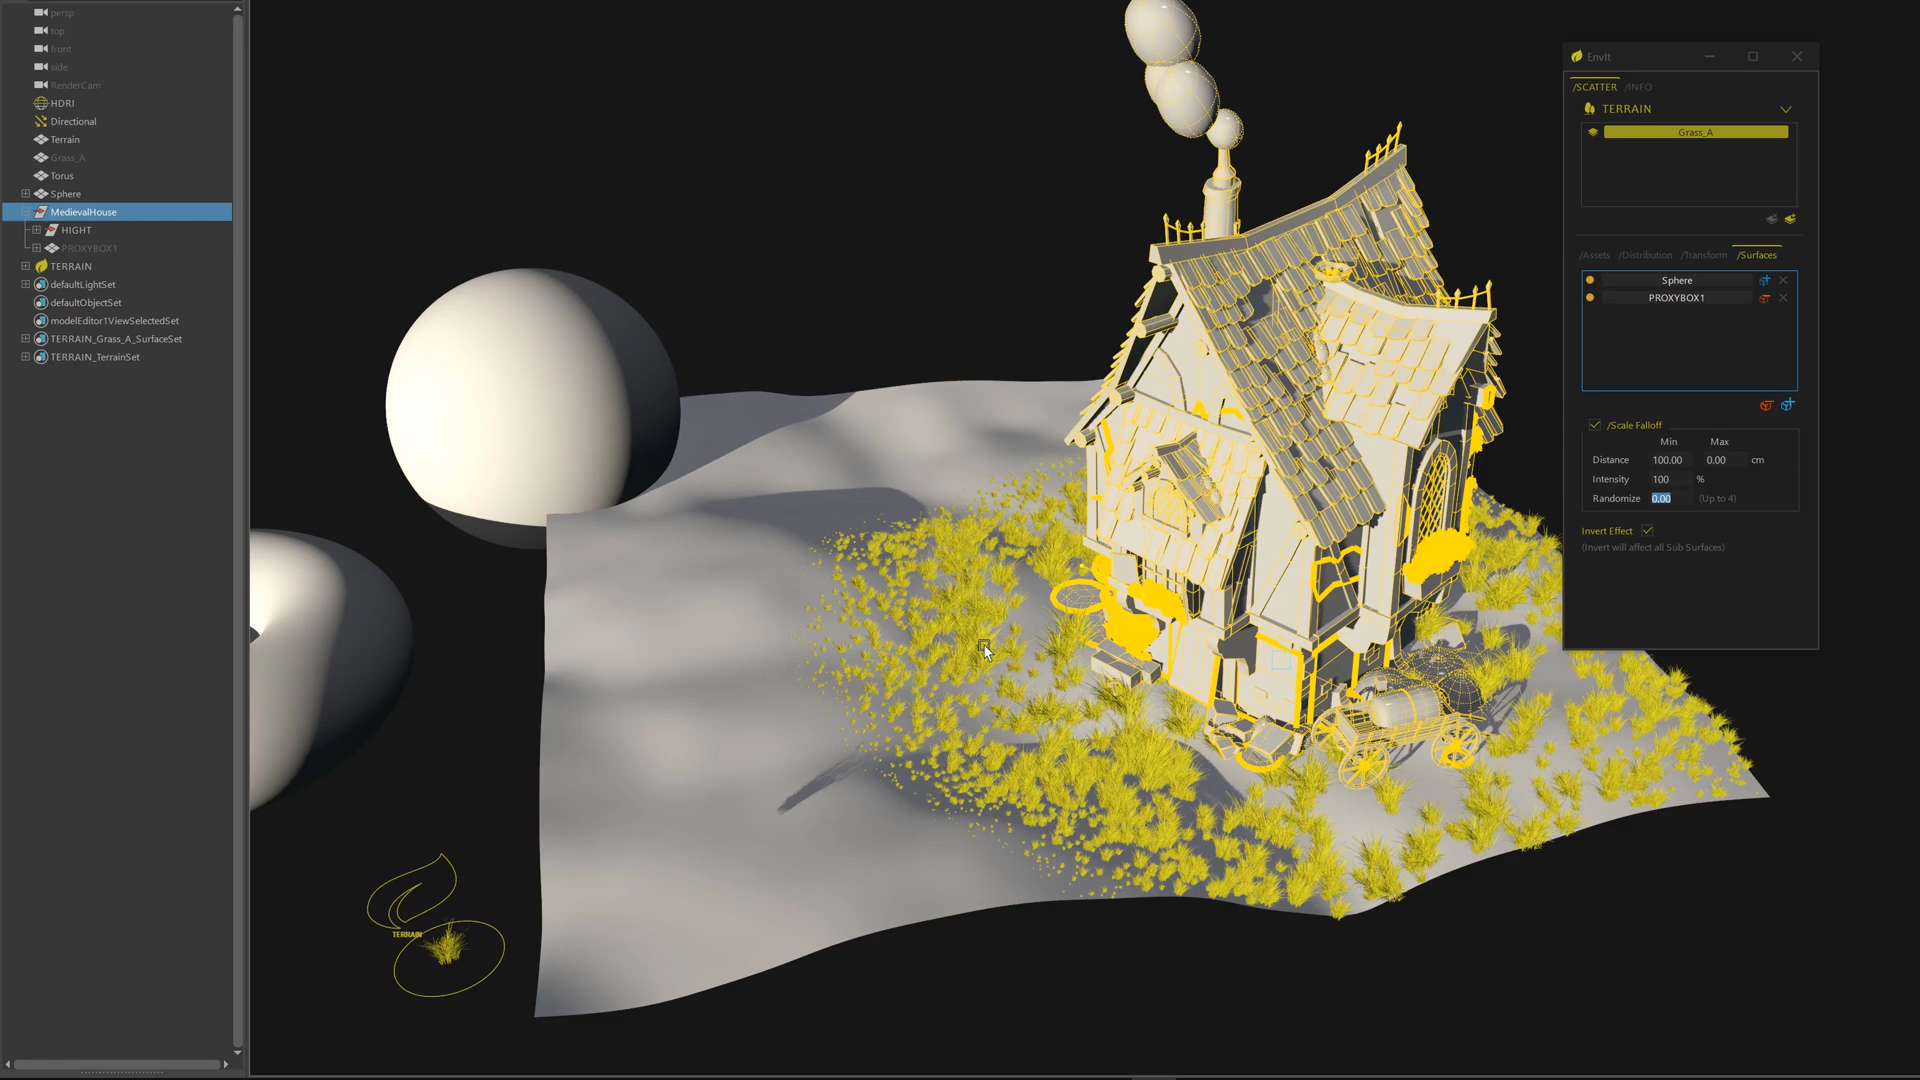 persp
top
front
side
RenderCam
HDRI
Directional
Terrain
Grass_A
Torus
Sphere
MedievalHouse
HIGHT
PROXYBOX1
TERRAIN
defaultLightSet
defaultObjectSet
modelEditor1ViewSelectedSet
TERRAIN_Grass_A_SurfaceSet
TERRAIN_TerrainSet
TERRAIN
EnvIt
/SCATTER /INFO
TERRAIN
Grass_A
/Assets /Distribution /Transform /Surfaces
Sphere
PROXYBOX1
/Scale Falloff
Min Max
Distance 100.00 0.00 cm
Intensity 100 %
Randomize 0.00 (Up to 4)
Invert Effect
(Invert will affect all Sub Surfaces)